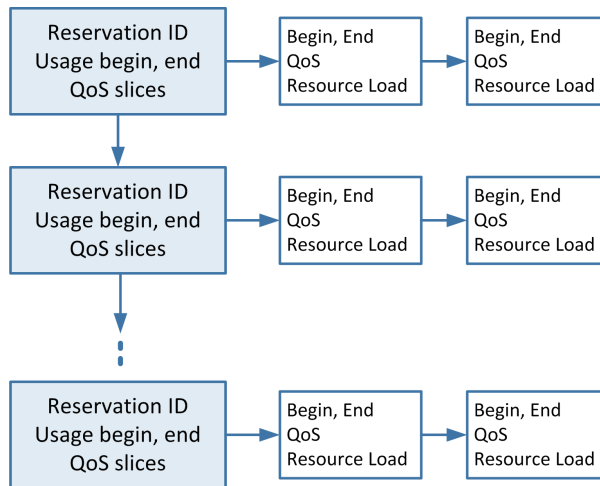 Reservation ID
Usage begin, end
QoS slices
Begin, End
QoS
Resource Load
Begin, End
QoS
Resource Load
Reservation ID
Usage begin, end
QoS slices
Begin, End
QoS
Resource Load
Begin, End
QoS
Resource Load
Reservation ID
Usage begin, end
QoS slices
Begin, End
QoS
Resource Load
Begin, End
QoS
Resource Load